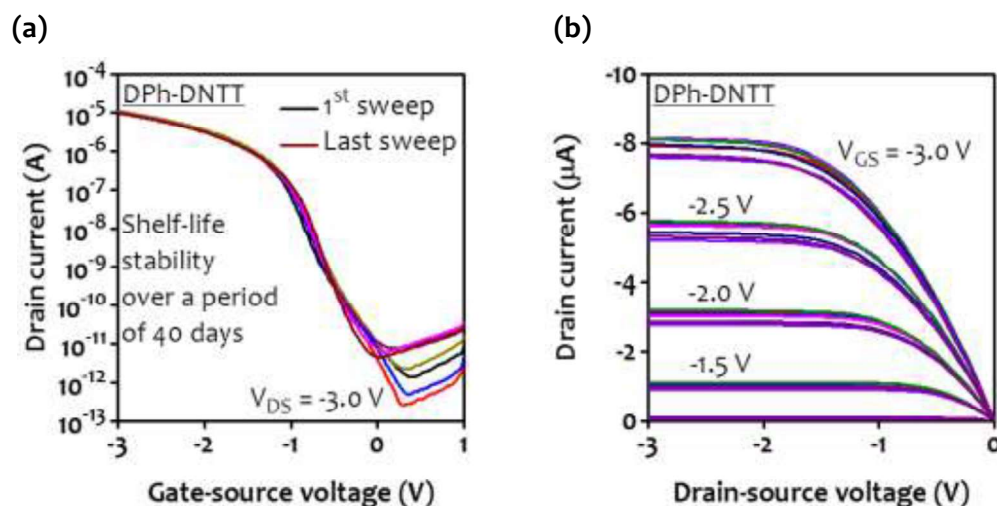 (a)
(b)
10⁻⁴
10⁻⁵
10⁻⁶
10⁻⁷
10⁻⁸
10⁻⁹
10⁻¹⁰
10⁻¹¹
10⁻¹²
10⁻¹³
Drain current (A)
DPh-DNTT
1ˢᵗ sweep
Last sweep
Shelf-life
stability
over a period
of 40 days
V_DS = -3.0 V
-3 -2 -1 0 1
Gate-source voltage (V)
-10
-8
-6
-4
-2
0
Drain current (µA)
DPh-DNTT
V_GS = -3.0 V
-2.5 V
-2.0 V
-1.5 V
-3 -2 -1 0
Drain-source voltage (V)